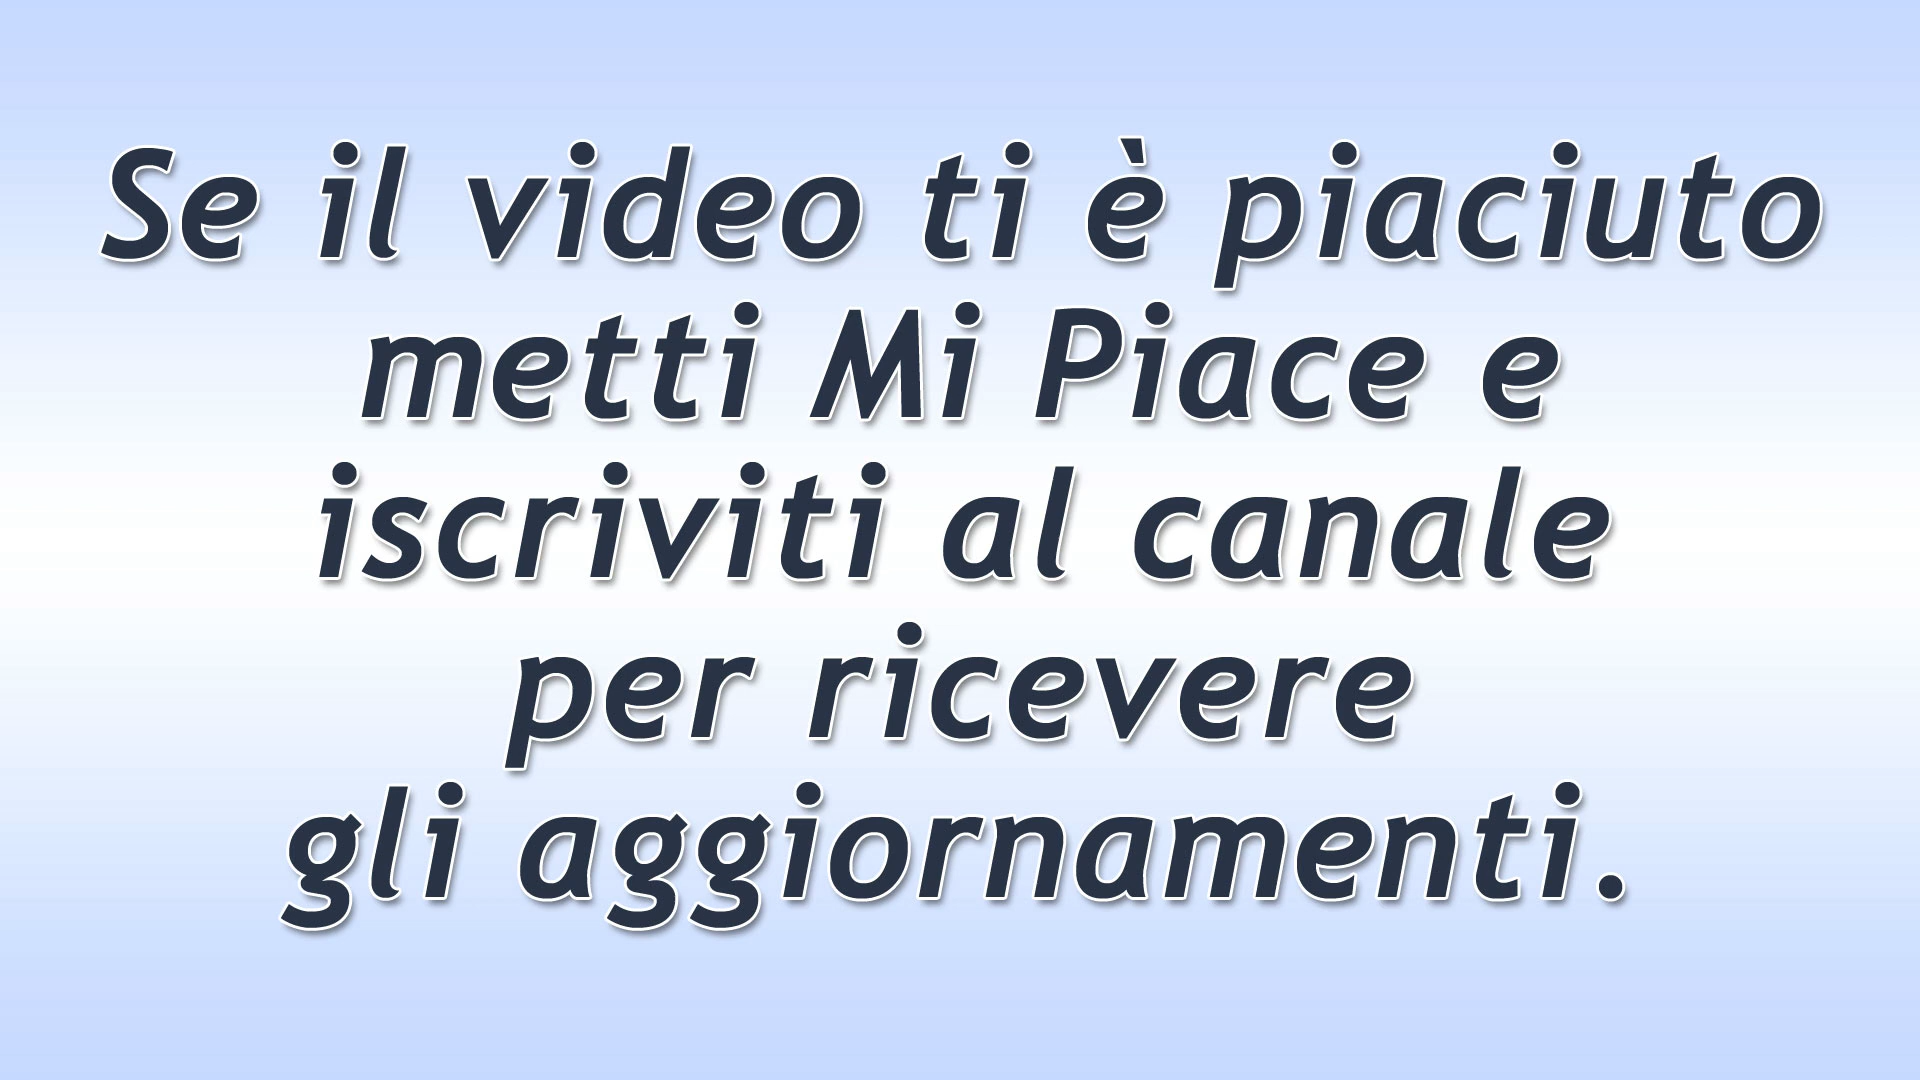 Se il video ti è piaciuto
metti Mi Piace e
iscriviti al canale
per ricevere
gli aggiornamenti.